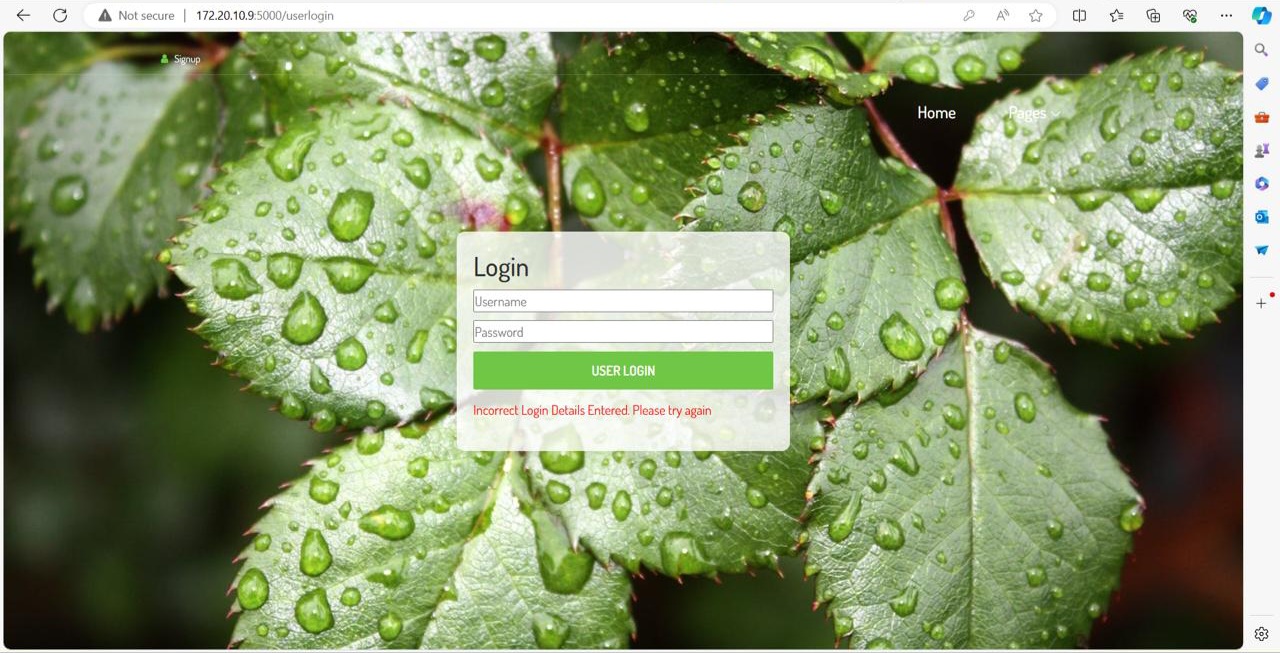 Not secure
172.20.10.9:5000/userlogin
Signup
Home
Pages
Login
Username
Password
USER LOGIN
Incorrect Login Details Entered. Please try again